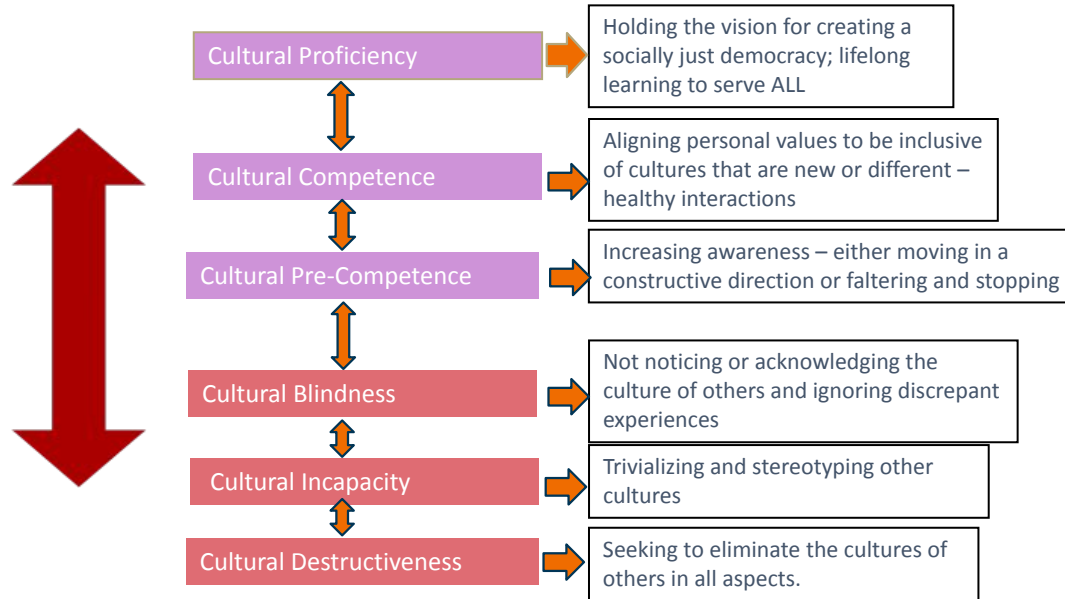 Cultural Proficiency
Holding the vision for creating a
socially just democracy; lifelong
learning to serve ALL
Cultural Competence
Aligning personal values to be inclusive
of cultures that are new or different –
healthy interactions
Cultural Pre-Competence
Increasing awareness – either moving in a
constructive direction or faltering and stopping
Cultural Blindness
Not noticing or acknowledging the
culture of others and ignoring discrepant
experiences
Cultural Incapacity
Trivializing and stereotyping other
cultures
Cultural Destructiveness
Seeking to eliminate the cultures of
others in all aspects.